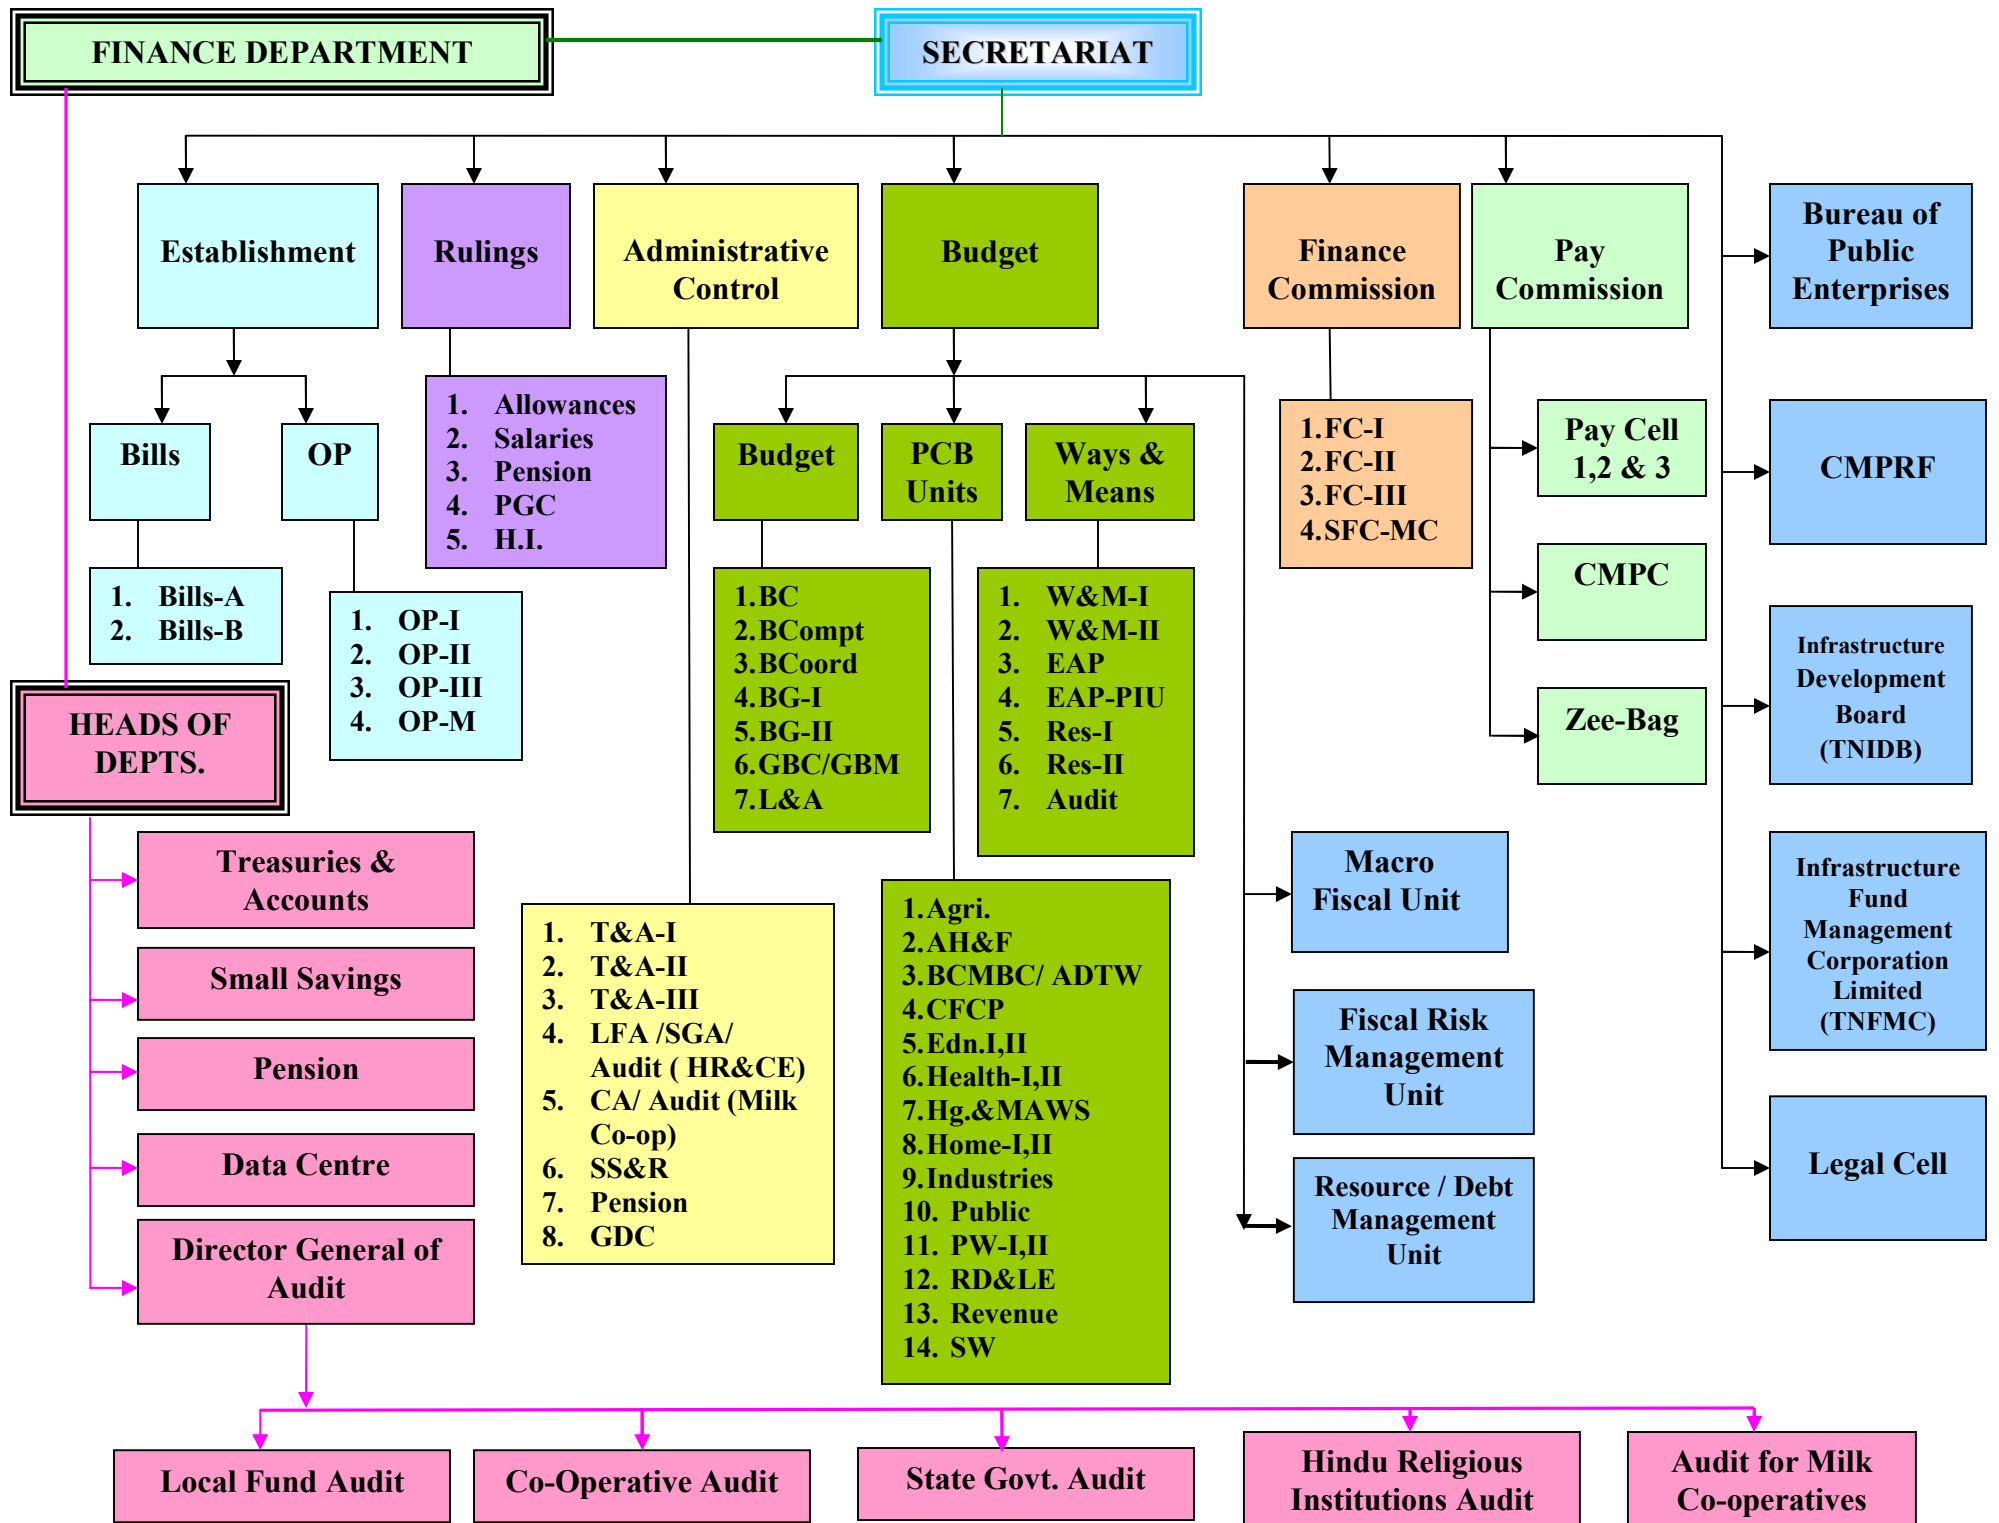 FINANCE DEPARTMENT
SECRETARIAT
Establishment
Rulings
Administrative
Control
Budget
Finance
Commission
Pay
Commission
Bureau of
Public
Enterprises
Bills
OP
1. Allowances
2. Salaries
3. Pension
4. PGC
5. H.I.
Budget
PCB
Units
Ways &
Means
1.FC-I
2.FC-II
3.FC-III
4.SFC-MC
Pay Cell
1,2 & 3
CMPRF
1. Bills-A
2. Bills-B
1. OP-I
2. OP-II
3. OP-III
4. OP-M
1.BC
2.BCompt
3.BCoord
4.BG-I
5.BG-II
6.GBC/GBM
7.L&A
1. W&M-I
2. W&M-II
3. EAP
4. EAP-PIU
5. Res-I
6. Res-II
7. Audit
CMPC
Zee-Bag
Infrastructure
Development
Board
(TNIDB)
HEADS OF
DEPTS.
Treasuries &
Accounts
Small Savings
Pension
Data Centre
Director General of
Audit
1. T&A-I
2. T&A-II
3. T&A-III
4. LFA /SGA/
Audit ( HR&CE)
5. CA/ Audit (Milk
Co-op)
6. SS&R
7. Pension
8. GDC
1.Agri.
2.AH&F
3.BCMBC/ ADTW
4.CFCP
5.Edn.I,II
6.Health-I,II
7.Hg.&MAWS
8.Home-I,II
9.Industries
10. Public
11. PW-I,II
12. RD&LE
13. Revenue
14. SW
Macro
Fiscal Unit
Fiscal Risk
Management
Unit
Resource / Debt
Management
Unit
Infrastructure
Fund
Management
Corporation
Limited
(TNFMC)
Legal Cell
Local Fund Audit
Co-Operative Audit
State Govt. Audit
Hindu Religious
Institutions Audit
Audit for Milk
Co-operatives